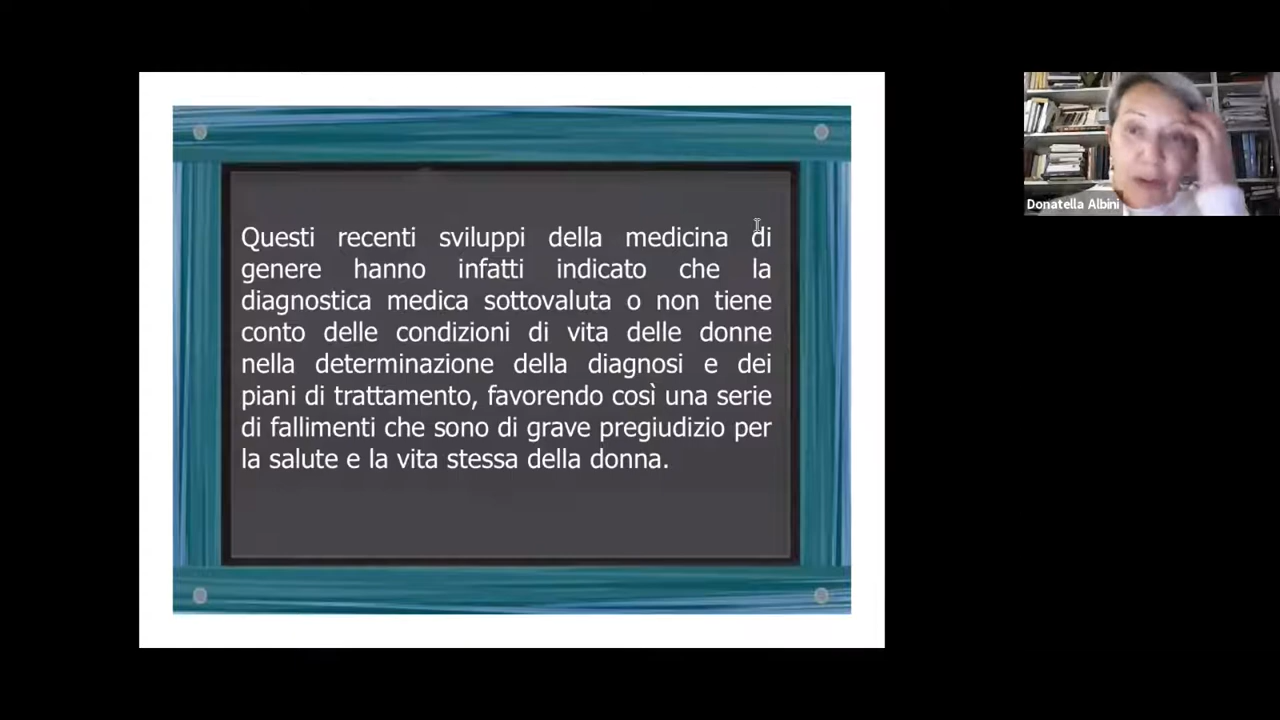 Questi recenti sviluppi della medicina di
genere hanno infatti indicato che la
diagnostica medica sottovaluta o non tiene
conto delle condizioni di vita delle donne
nella determinazione della diagnosi e dei
piani di trattamento, favorendo così una serie
di fallimenti che sono di grave pregiudizio per
la salute e la vita stessa della donna.
Donatella Albini